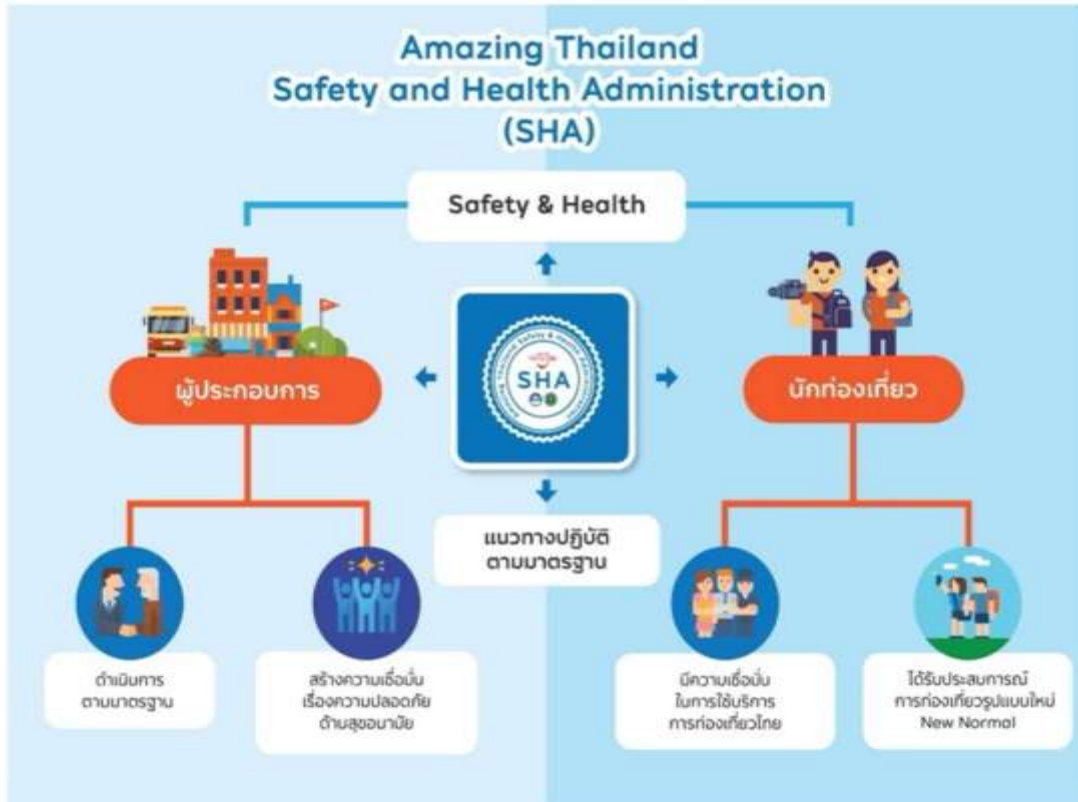 Amazing Thailand
Safety and Health Administration
(SHA)
Safety & Health
Amazing Thailand Safety & Health Administration
SHA
ผู้ประกอบการ
นักท่องเที่ยว
แนวทางปฏิบัติ
ตามมาตรฐาน
ดำเนินการ
ตามมาตรฐาน
สร้างความเชื่อมั่น
เรื่องความปลอดภัย
ด้านสุขอนามัย
มีความเชื่อมั่น
ในการใช้บริการ
การท่องเที่ยวไทย
ได้รับประสบการณ์
การท่องเที่ยวรูปแบบใหม่
New Normal